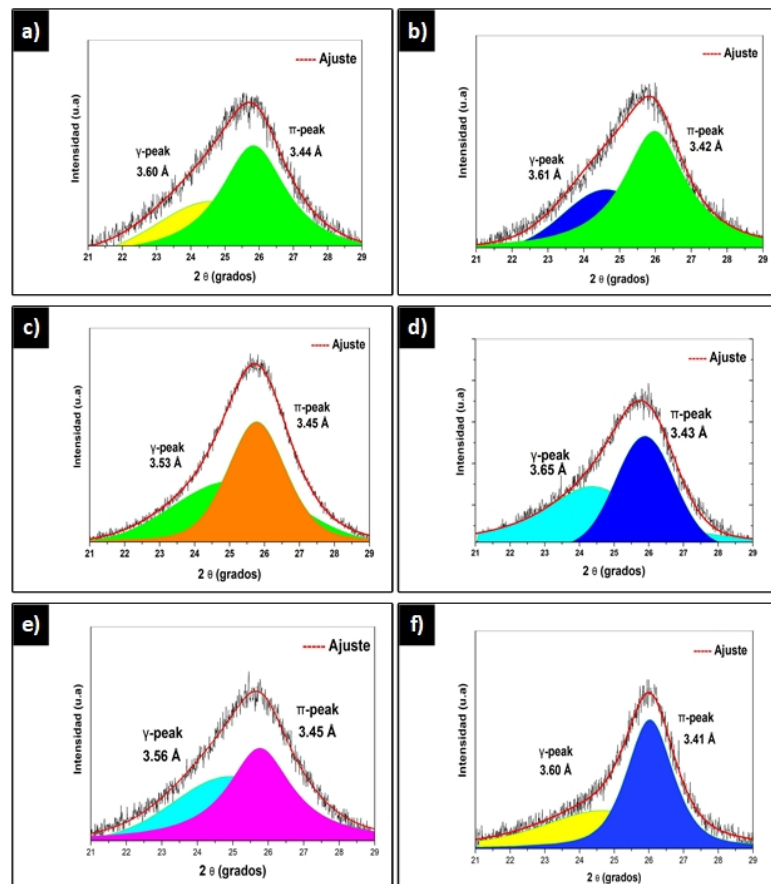 a)
Ajuste
Intensidad (u.a)
γ-peak
3.60 Å
π-peak
3.44 Å
21 22 23 24 25 26 27 28 29
2 θ (grados)
b)
Ajuste
Intensidad (u.a)
γ-peak
3.61 Å
π-peak
3.42 Å
21 22 23 24 25 26 27 28 29
2 θ (grados)
c)
Ajuste
Intensidad (u.a)
γ-peak
3.53 Å
π-peak
3.45 Å
21 22 23 24 25 26 27 28 29
2 θ (grados)
d)
Ajuste
Intensidad (u.a)
γ-peak
3.65 Å
π-peak
3.43 Å
21 22 23 24 25 26 27 28 29
2 θ (grados)
e)
Ajuste
Intensidad (u.a)
γ-peak
3.56 Å
π-peak
3.45 Å
21 22 23 24 25 26 27 28 29
2 θ (grados)
f)
Ajuste
Intensidad (u.a)
γ-peak
3.60 Å
π-peak
3.41 Å
21 22 23 24 25 26 27 28 29
2 θ (grados)